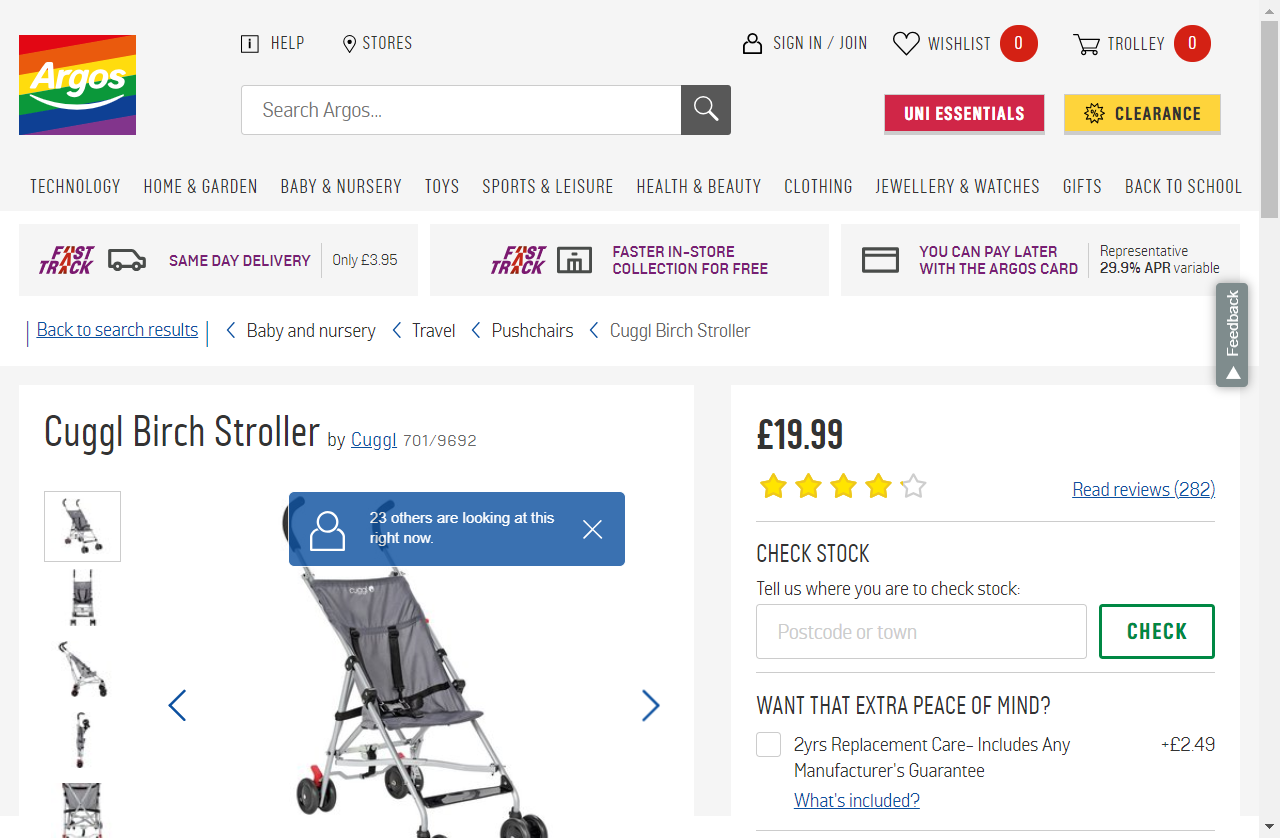 Argos
HELP
STORES
SIGN IN / JOIN
WISHLIST
0
TROLLEY
0
Search Argos...
UNI ESSENTIALS
CLEARANCE
TECHNOLOGY
HOME & GARDEN
BABY & NURSERY
TOYS
SPORTS & LEISURE
HEALTH & BEAUTY
CLOTHING
JEWELLERY & WATCHES
GIFTS
BACK TO SCHOOL
FAST
TRACK
SAME DAY DELIVERY
Only £3.95
FAST
TRACK
FASTER IN-STORE
COLLECTION FOR FREE
YOU CAN PAY LATER
WITH THE ARGOS CARD
Representative
29.9% APR variable
Feedback
Back to search results
Baby and nursery
Travel
Pushchairs
Cuggl Birch Stroller
Cuggl Birch Stroller by Cuggl 701/9692
23 others are looking at this
right now.
cuggl
£19.99
Read reviews (282)
CHECK STOCK
Tell us where you are to check stock:
Postcode or town
CHECK
WANT THAT EXTRA PEACE OF MIND?
2yrs Replacement Care- Includes Any
Manufacturer's Guarantee
+£2.49
What's included?